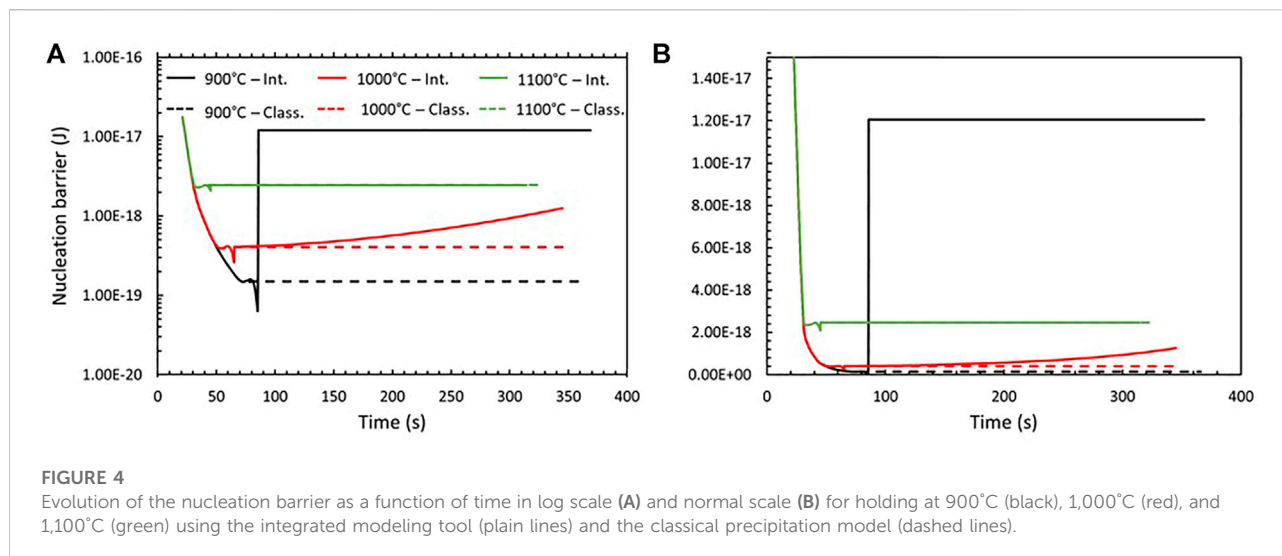 A
1.00E-16
1.00E-17
1.00E-18
1.00E-19
1.00E-20
Nucleation barrier (J)
900°C – Int.
1000°C – Int.
1100°C – Int.
900°C – Class.
1000°C – Class.
1100°C – Class.
0 50 100 150 200 250 300 350 400
Time (s)
B
1.40E-17
1.20E-17
1.00E-17
8.00E-18
6.00E-18
4.00E-18
2.00E-18
0.00E+00
0 100 200 300 400
Time (s)
FIGURE 4
Evolution of the nucleation barrier as a function of time in log scale (A) and normal scale (B) for holding at 900°C (black), 1,000°C (red), and
1,100°C (green) using the integrated modeling tool (plain lines) and the classical precipitation model (dashed lines).